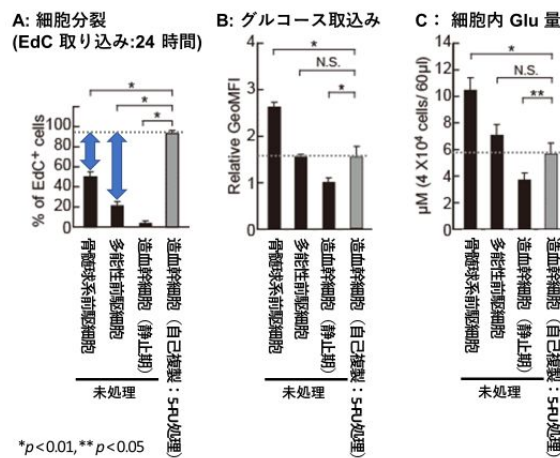 A: 細胞分裂
(EdC 取り込み:24 時間)
% of EdC⁺ cells
120
100
80
60
40
20
0
*
*
*
骨髄球系前駆細胞
多能性前駆細胞
造血幹細胞（静止期）
造血幹細胞（自己複製：5-FU処理）
未処理
B: グルコース取込み
Relative GeoMFI
4
3
2
1
0
*
N.S.
*
骨髄球系前駆細胞
多能性前駆細胞
造血幹細胞（静止期）
造血幹細胞（自己複製：5-FU処理）
未処理
C： 細胞内 Glu 量
μM (4 X10⁴ cells/ 60μl)
14
12
10
8
6
4
2
0
*
N.S.
**
骨髄球系前駆細胞
多能性前駆細胞
造血幹細胞（静止期）
造血幹細胞（自己複製：5-FU処理）
未処理
*p < 0.01, ** p < 0.05